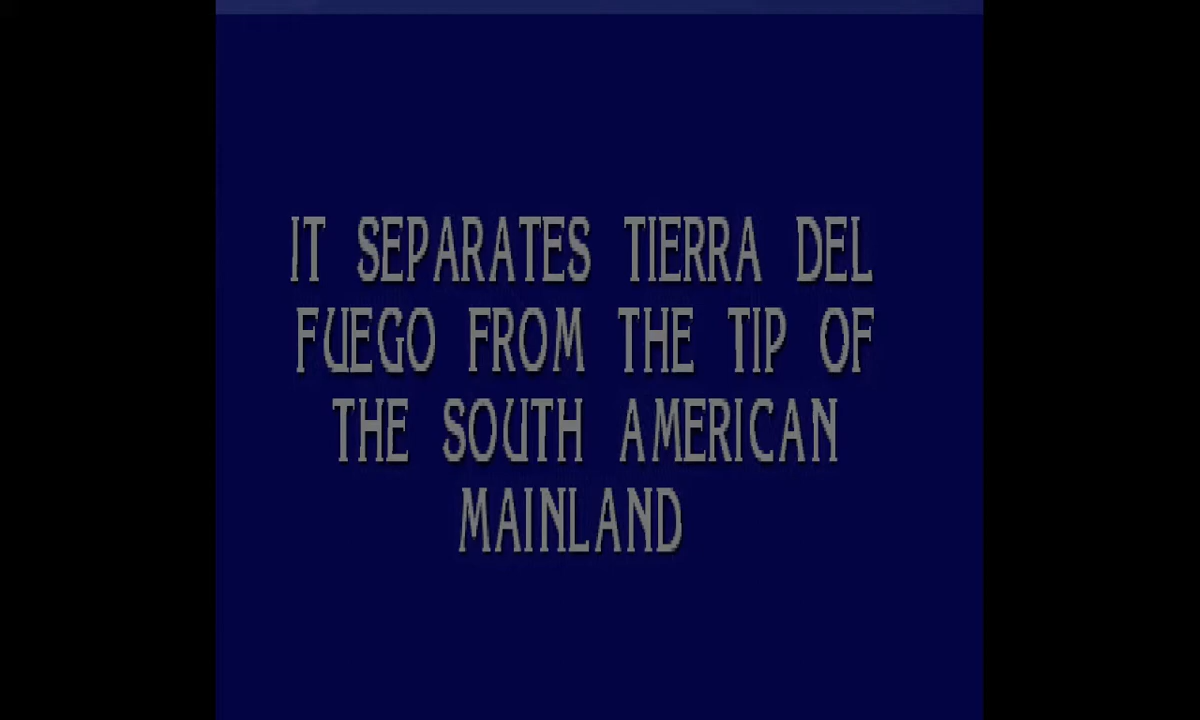 IT SEPARATES TIERRA DEL
FUEGO FROM THE TIP OF
THE SOUTH AMERICAN
MAINLAND